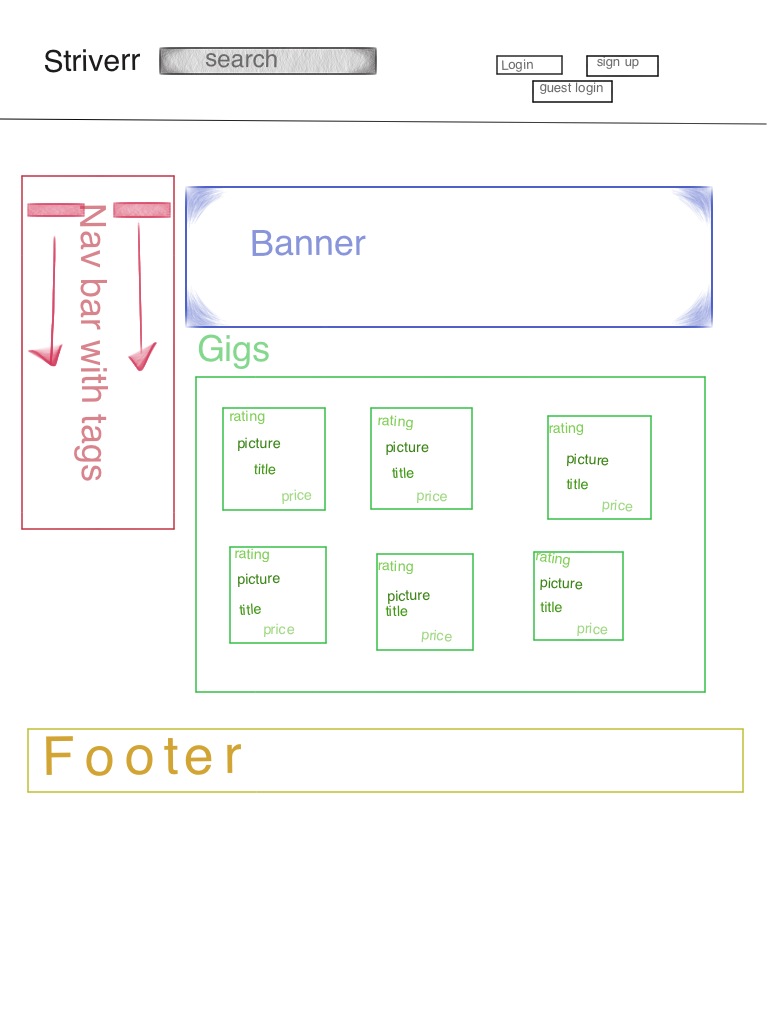 Striverr
search
Login
sign up
guest login
Nav bar with tags
Banner
Gigs
rating
picture
title
price
rating
picture
title
price
rating
picture
title
price
rating
picture
title
price
rating
picture
title
price
rating
picture
title
price
Footer